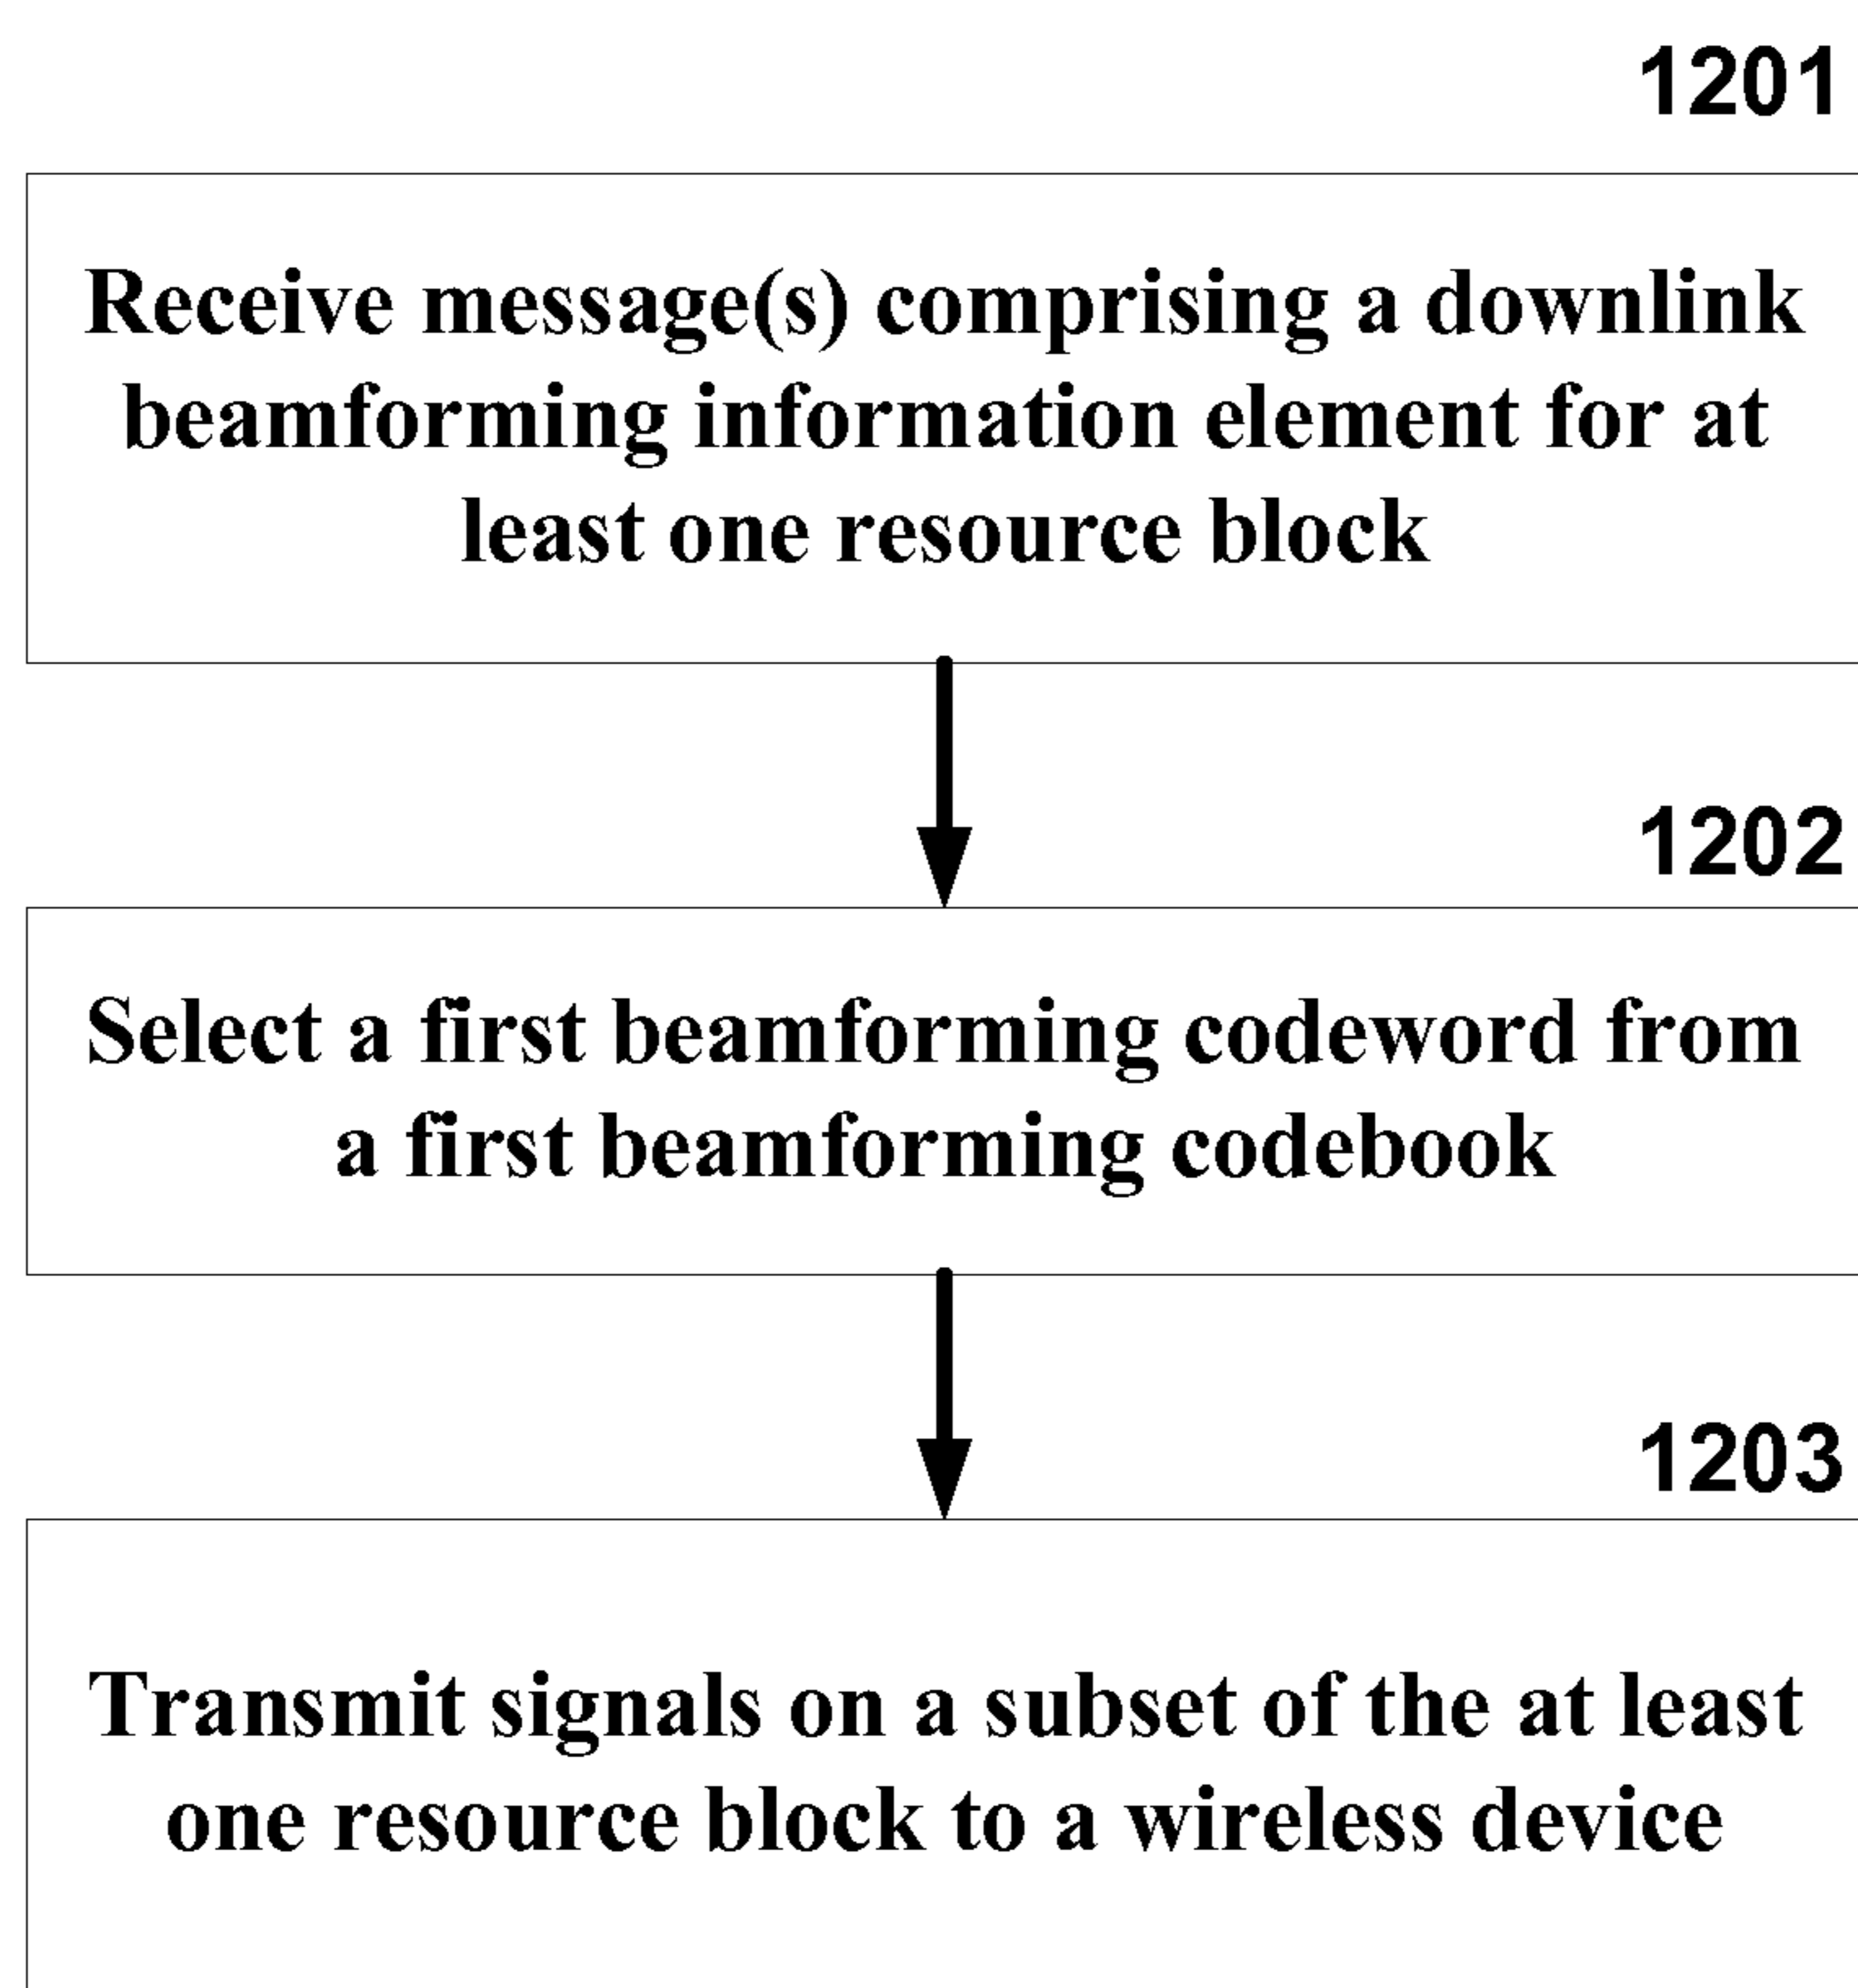 1201
Receive message(s) comprising a downlink
beamforming information element for at
least one resource block
1202
Select a first beamforming codeword from
a first beamforming codebook
1203
Transmit signals on a subset of the at least
one resource block to a wireless device